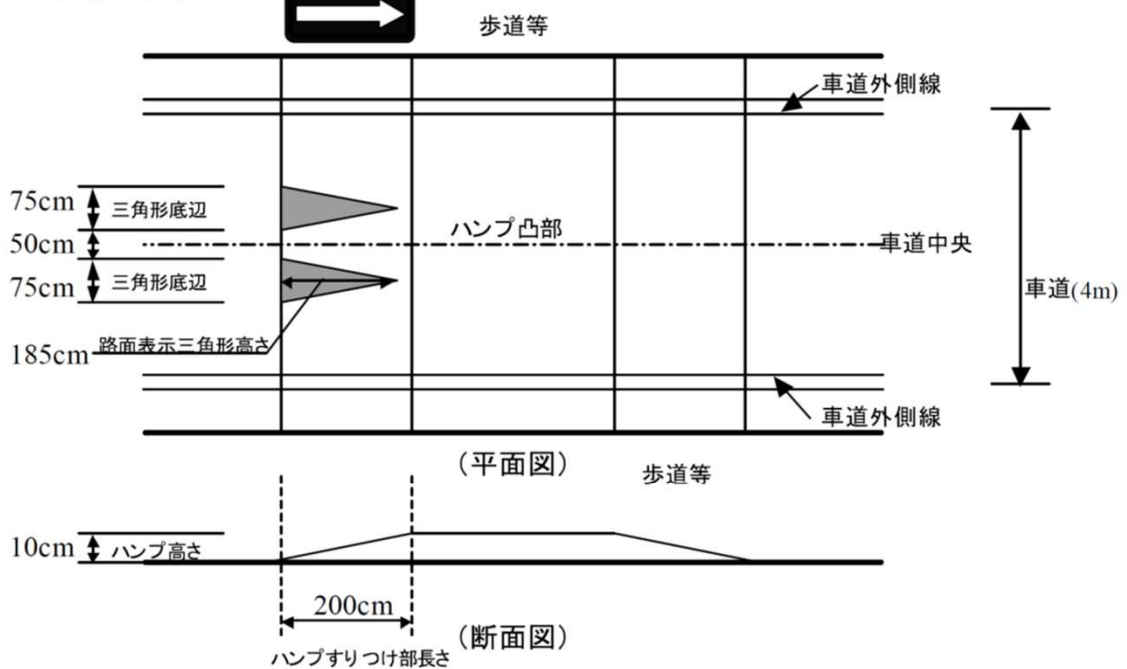 歩道等
車道外側線
75cm
三角形底辺
ハンプ凸部
50cm
車道中央
75cm
三角形底辺
車道(4m)
路面表示三角形高さ
185cm
車道外側線
(平面図)
歩道等
10cm
ハンプ高さ
200cm
(断面図)
ハンプすりつけ部長さ